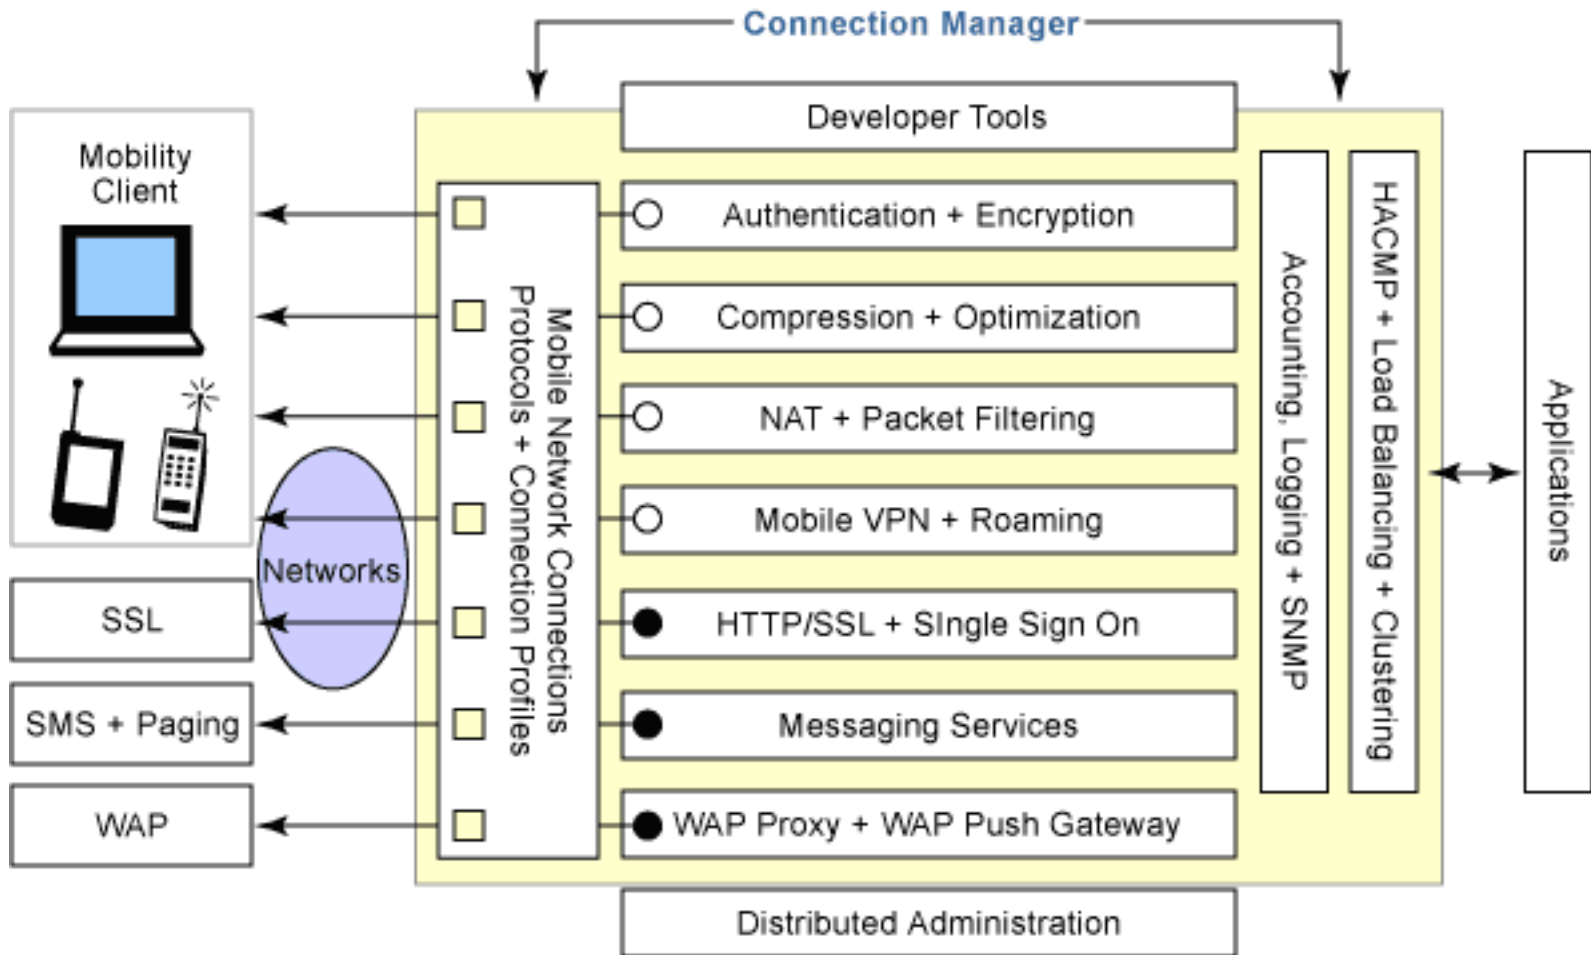 Connection Manager
Developer Tools
Mobility
Client
Authentication + Encryption
Compression + Optimization
NAT + Packet Filtering
Mobile VPN + Roaming
HTTP/SSL + SIngle Sign On
Messaging Services
WAP Proxy + WAP Push Gateway
Mobile Network Connections
Protocols + Connection Profiles
Accounting, Logging + SNMP
HACMP + Load Balancing + Clustering
Applications
Networks
SSL
SMS + Paging
WAP
Distributed Administration